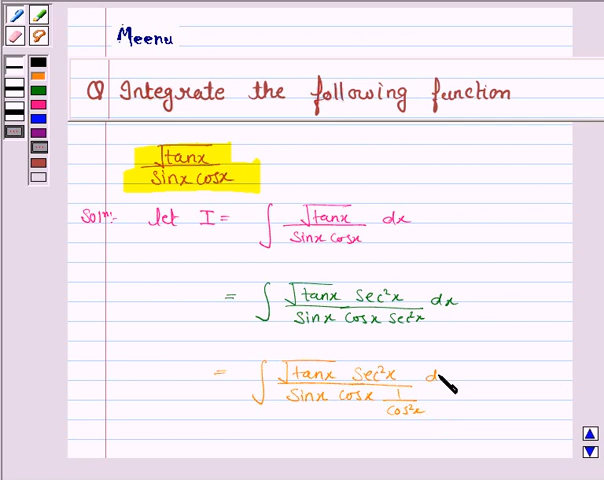 Meenu
Q Integrate the following function
√tanx / sinx cosx
Soln:- let I = ∫ √tanx / sinx cosx dx
= ∫ √tanx sec²x / sinx cosx sec²x dx
= ∫ √tanx sec²x / sinx cosx 1/cos²x d